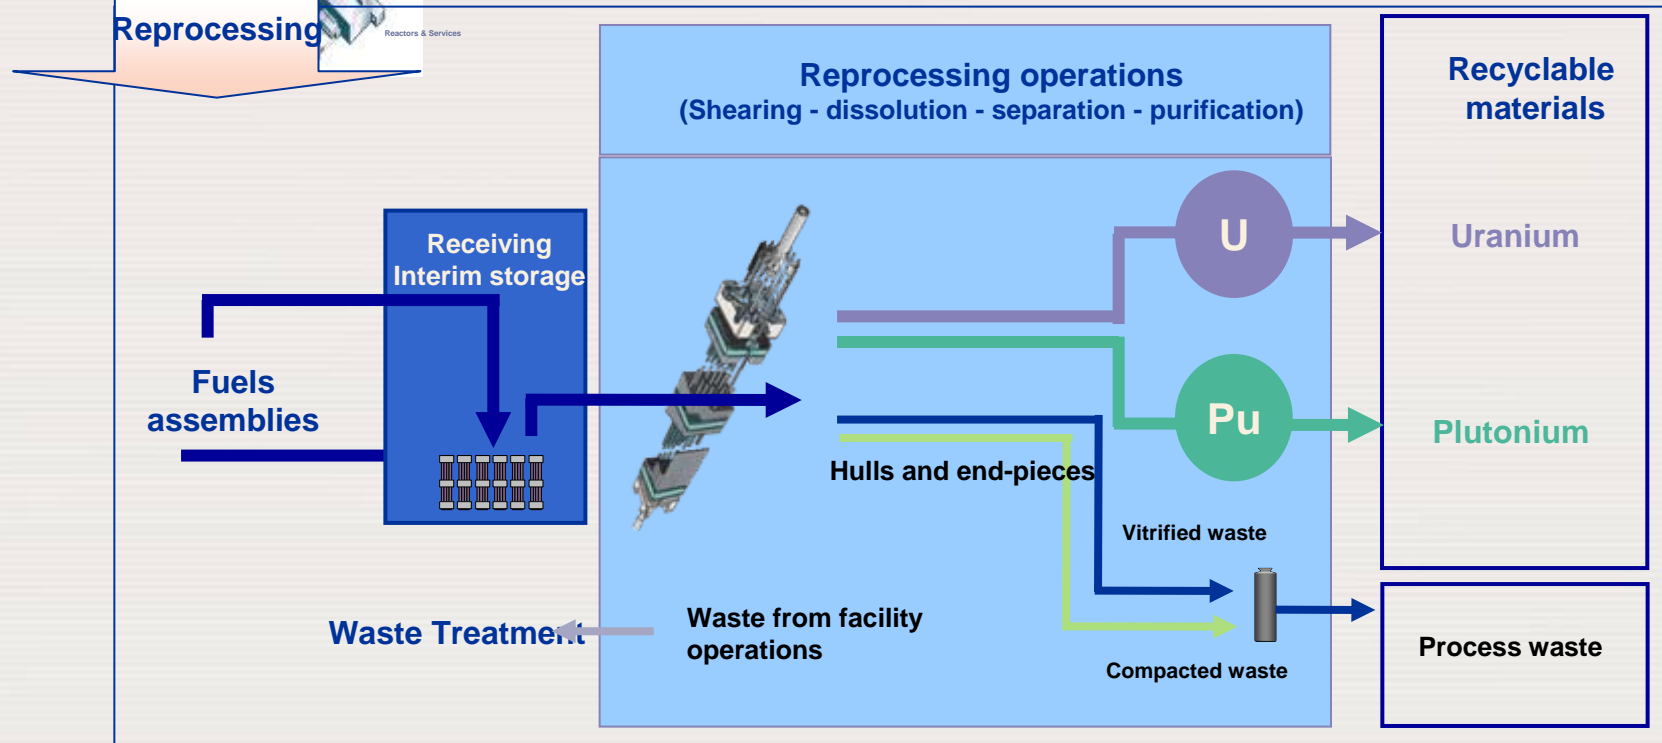 Reprocessing
Reactors & Services
Reprocessing operations
(Shearing - dissolution - separation - purification)
Recyclable
materials
Receiving
Interim storage
U
Uranium
Fuels
assemblies
Pu
Plutonium
Hulls and end-pieces
Vitrified waste
Waste Treatment
Waste from facility
operations
Compacted waste
Process waste